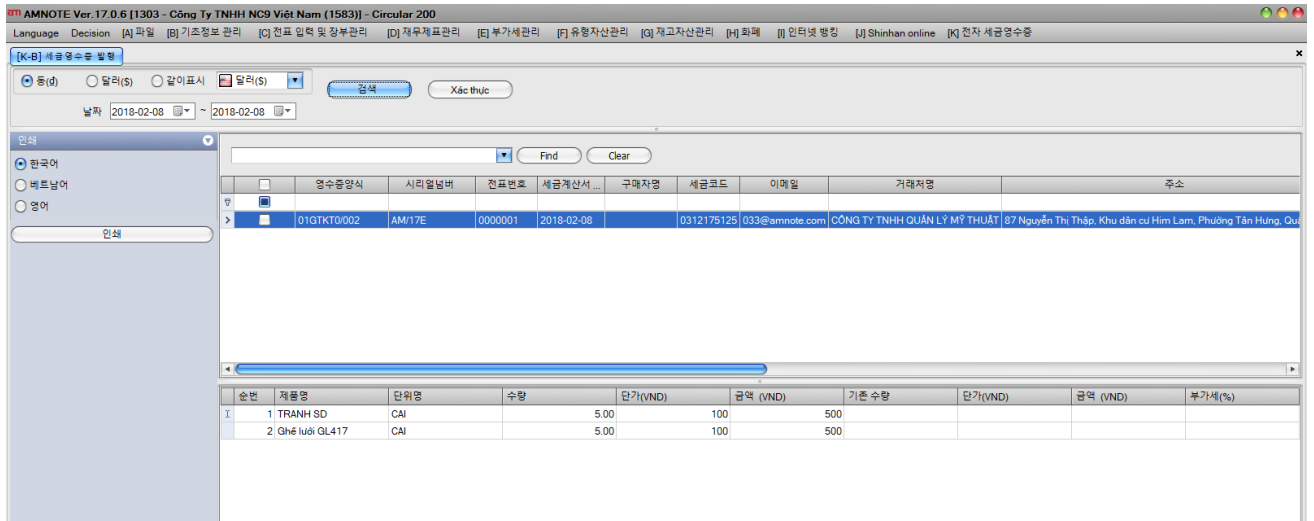 am AMNOTE Ver.17.0.6 [1303 - Công Ty TNHH NC9 Việt Nam (1583)] - Circular 200
Language Decision [A] 파일 [B] 기초정보 관리 [C] 전표 입력 및 장부관리 [D] 재무제표관리 [E] 부가세관리 [F] 유형자산관리 [G] 재고자산관리 [H] 화폐 [I] 인터넷 뱅킹 [J] Shinhan online [K] 전자 세금영수증
[K-B] 세금영수증 발행 x
동(₫) 달러($) 같이표시 달러($) 검색 Xác thực
날짜 2018-02-08 ~ 2018-02-08
인쇄
한국어 Find Clear
베트남어
영수증양식 시리얼넘버 전표번호 세금계산서 ... 구매자명 세금코드 이메일 거래처명 주소
영어
01GTKT0/002 AM/17E 0000001 2018-02-08 0312175125 033@amnote.com CÔNG TY TNHH QUẢN LÝ MỸ THUẬT 87 Nguyễn Thị Thập, Khu dân cư Him Lam, Phường Tân Hưng, Quậ
인쇄
순번 제품명 단위명 수량 단가(VND) 금액 (VND) 기존 수량 단가(VND) 금액 (VND) 부가세(%)
1 TRANH SD CAI 5.00 100 500
2 Ghế lưới GL417 CAI 5.00 100 500